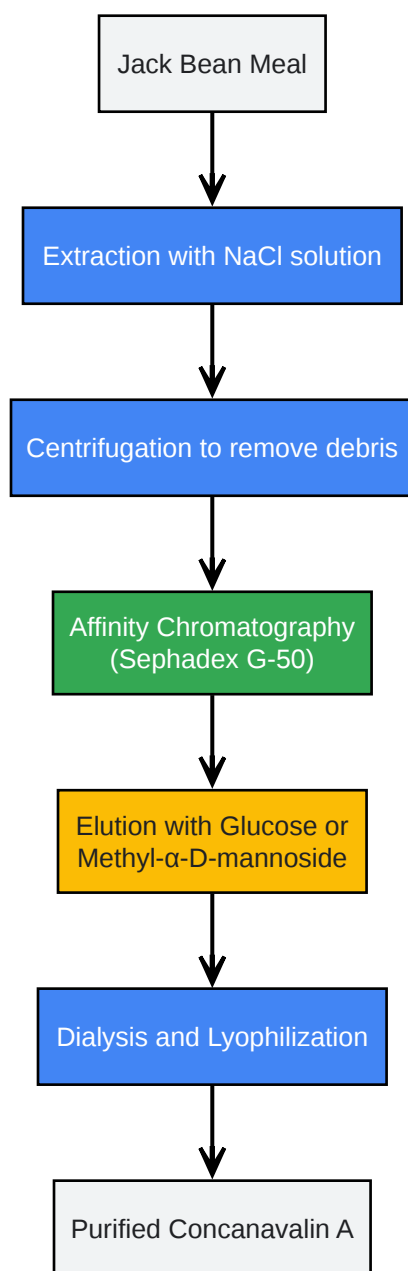 Jack Bean Meal
Extraction with NaCl solution
Centrifugation to remove debris
Affinity Chromatography
(Sephadex G-50)
Elution with Glucose or
Methyl-α-D-mannoside
Dialysis and Lyophilization
Purified Concanavalin A